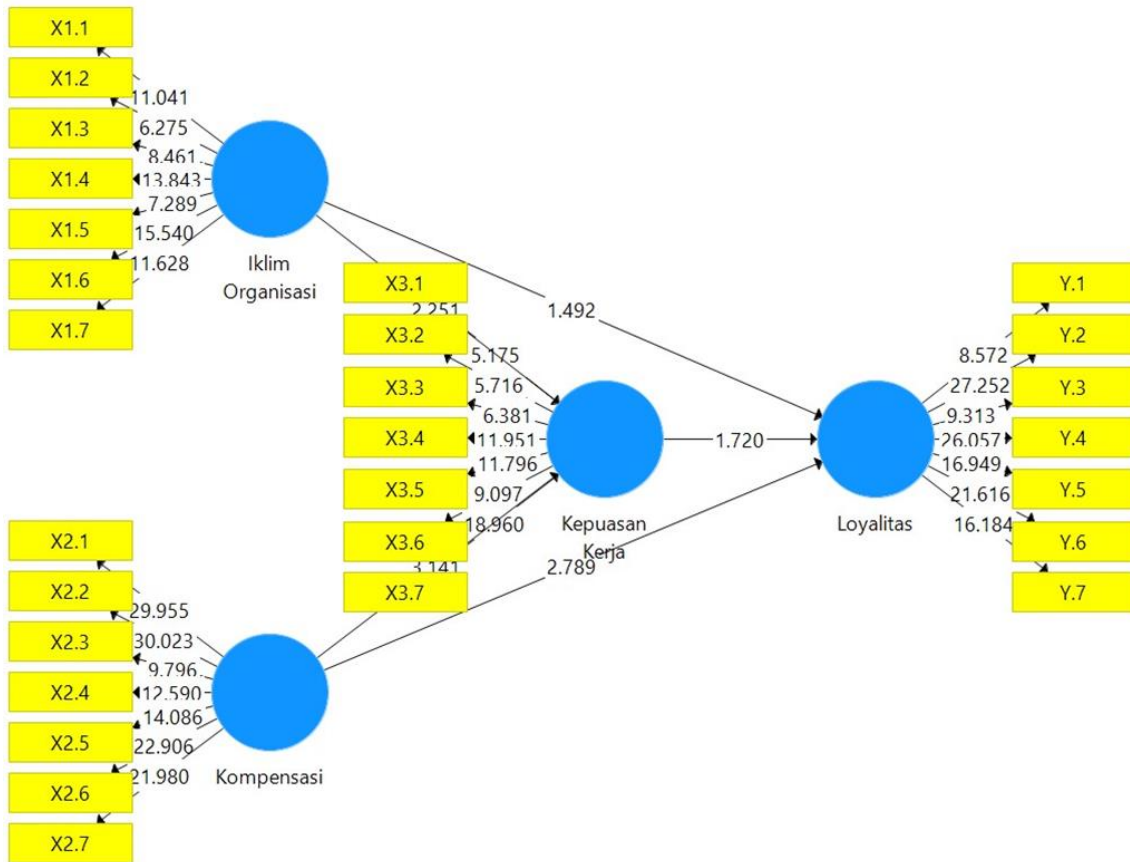 X1.1
X1.2
X1.3
X1.4
X1.5
X1.6
X1.7
11.041
6.275
8.461
13.843
7.289
15.540
11.628
Iklim
Organisasi
X2.1
X2.2
X2.3
X2.4
X2.5
X2.6
X2.7
29.955
30.023
9.796
12.590
14.086
22.906
21.980
Kompensasi
X3.1
X3.2
X3.3
X3.4
X3.5
X3.6
X3.7
2.251
5.175
5.716
6.381
11.951
11.796
9.097
18.960
3.141
Kepuasan
Kerja
1.492
1.720
2.789
Loyalitas
8.572
27.252
9.313
26.057
16.949
21.616
16.184
Y.1
Y.2
Y.3
Y.4
Y.5
Y.6
Y.7